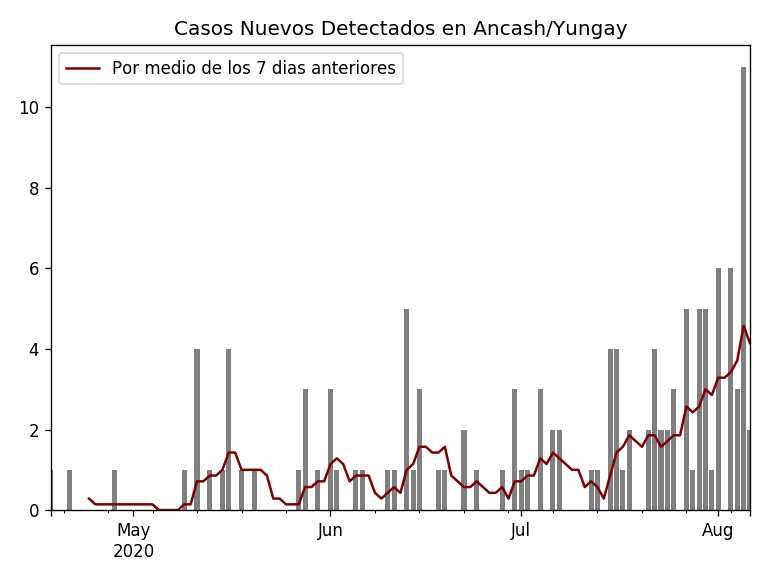 Casos Nuevos Detectados en Ancash/Yungay
Por medio de los 7 dias anteriores
10
8
6
4
2
0
May
2020
Jun
Jul
Aug